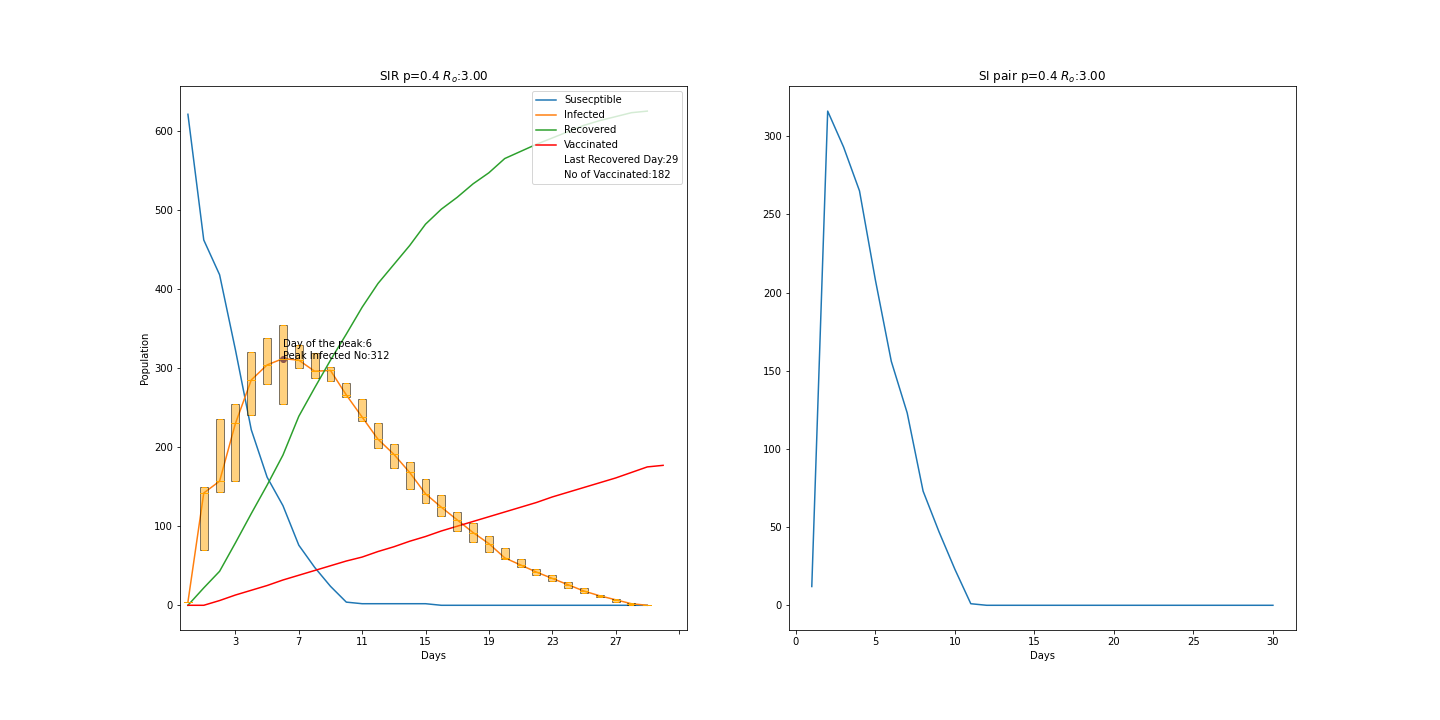 SIR p=0.4 Rₒ:3.00
Susecptible
Infected
Recovered
Vaccinated
Last Recovered Day:29
No of Vaccinated:182
600
500
400
300
200
100
0
Population
Day of the peak:6
Peak Infected No:312
3 7 11 15 19 23 27
Days
SI pair p=0.4 Rₒ:3.00
300
250
200
150
100
50
0
0 5 10 15 20 25 30
Days